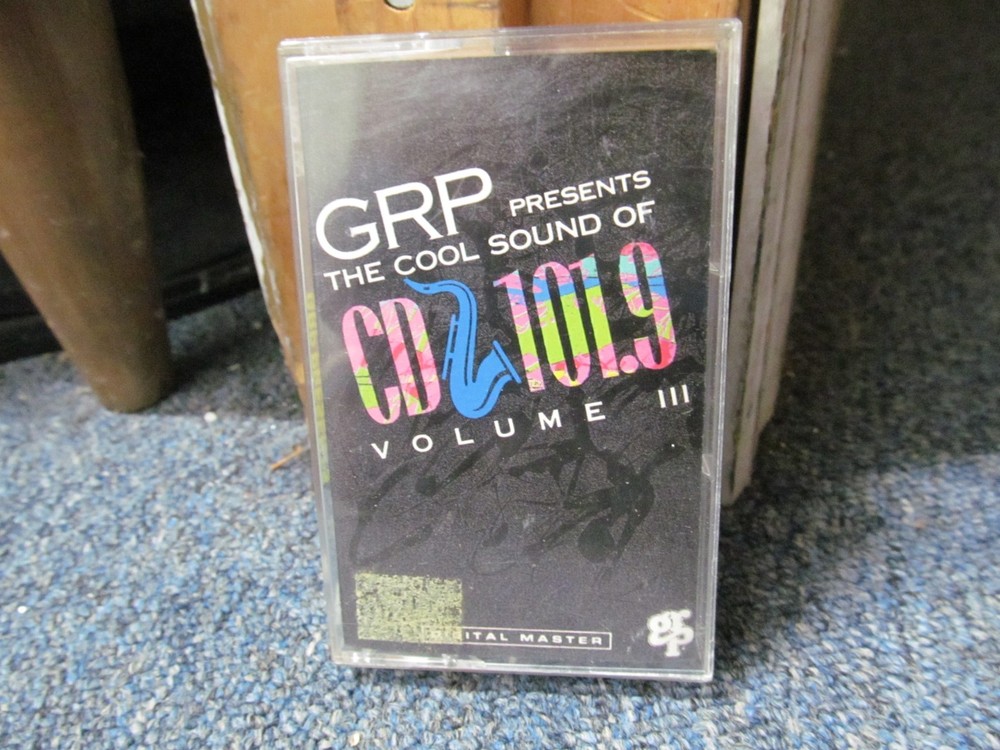 GRP PRESENTS
THE COOL SOUND OF
CD 101.9
VOLUME III
ITAL MASTER
grp